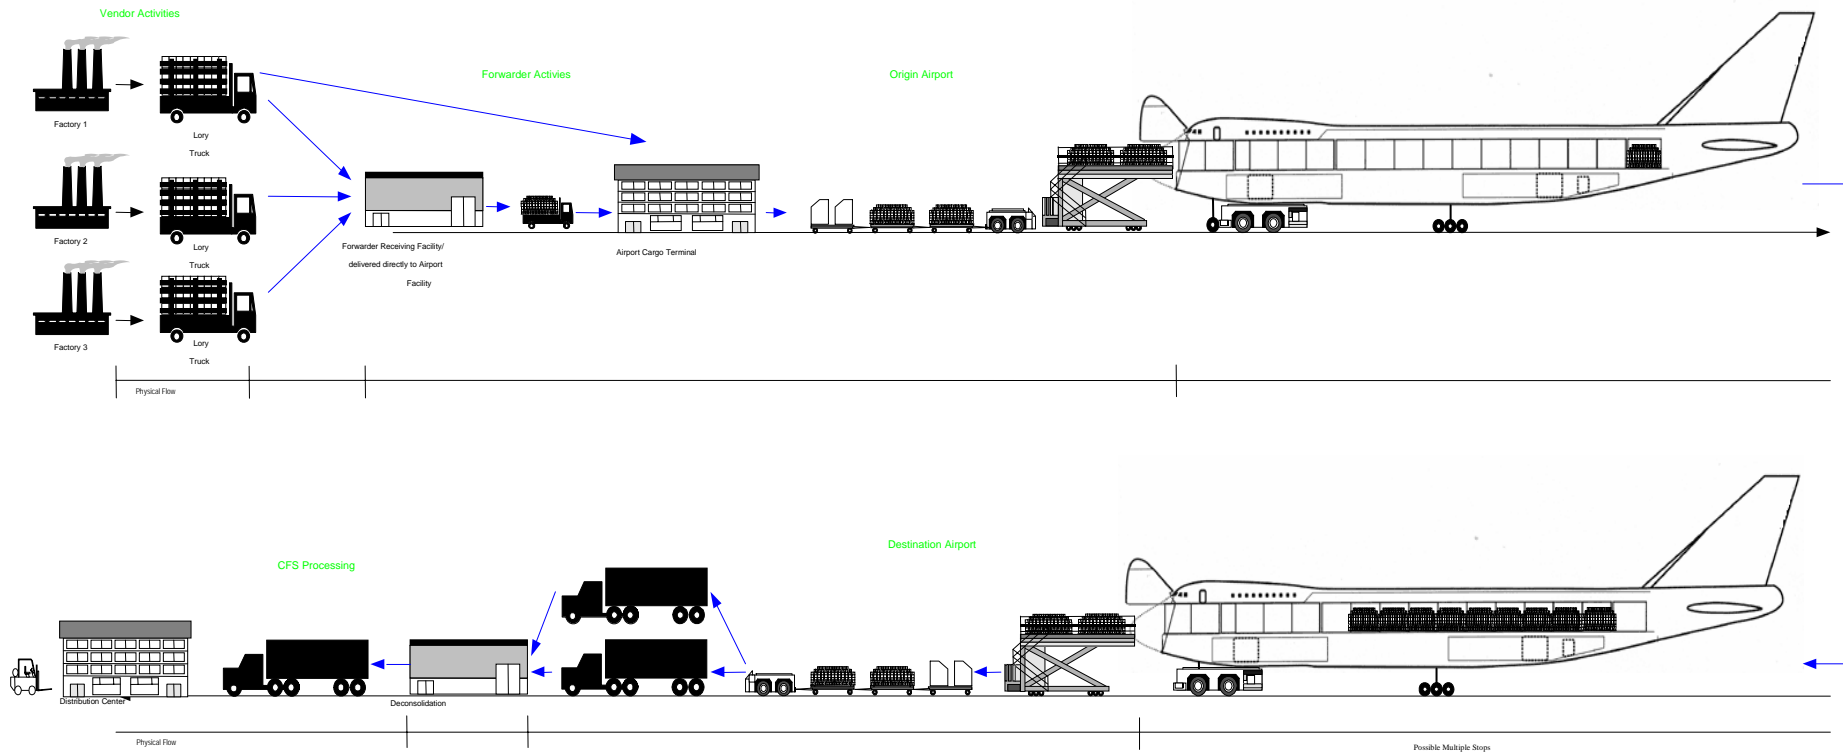 Vendor Activities
Forwarder Activies
Origin Airport
Factory 1
Lory
Truck
Factory 2
Lory
Truck
Forwarder Receiving Facility/
delivered directly to Airport
Facility
Airport Cargo Terminal
Factory 3
Lory
Truck
Physical Flow
Destination Airport
CFS Processing
Distribution Center
Deconsolidation
Physical Flow
Possible Multiple Stops